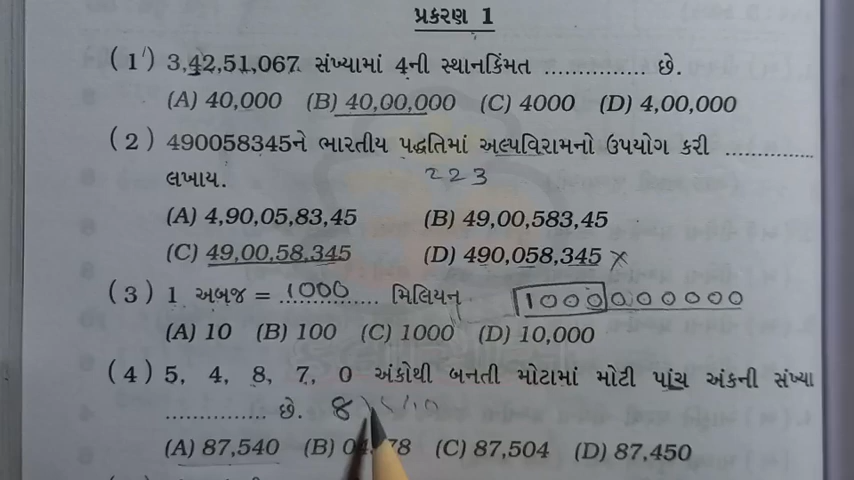 પ્રકરણ 1
(1) 3,42,51,067 સંખ્યામાં 4ની સ્થાનકિંમત ............... છે.
(A) 40,000 (B) 40,00,000 (C) 4000 (D) 4,00,000
(2) 490058345ને ભારતીય પદ્ધતિમાં અલ્પવિરામનો ઉપયોગ કરી ..............
લખાય. 223
(A) 4,90,05,83,45 (B) 49,00,583,45
(C) 49,00,58,345 (D) 490,058,345 ×
(3) 1 અબજ = 1000 મિલિયન 1000000000
(A) 10 (B) 100 (C) 1000 (D) 10,000
(4) 5, 4, 8, 7, 0 અંકોથી બનતી મોટામાં મોટી પાંચ અંકની સંખ્યા
............... છે. 8
(A) 87,540 (B) (C) 87,504 (D) 87,450